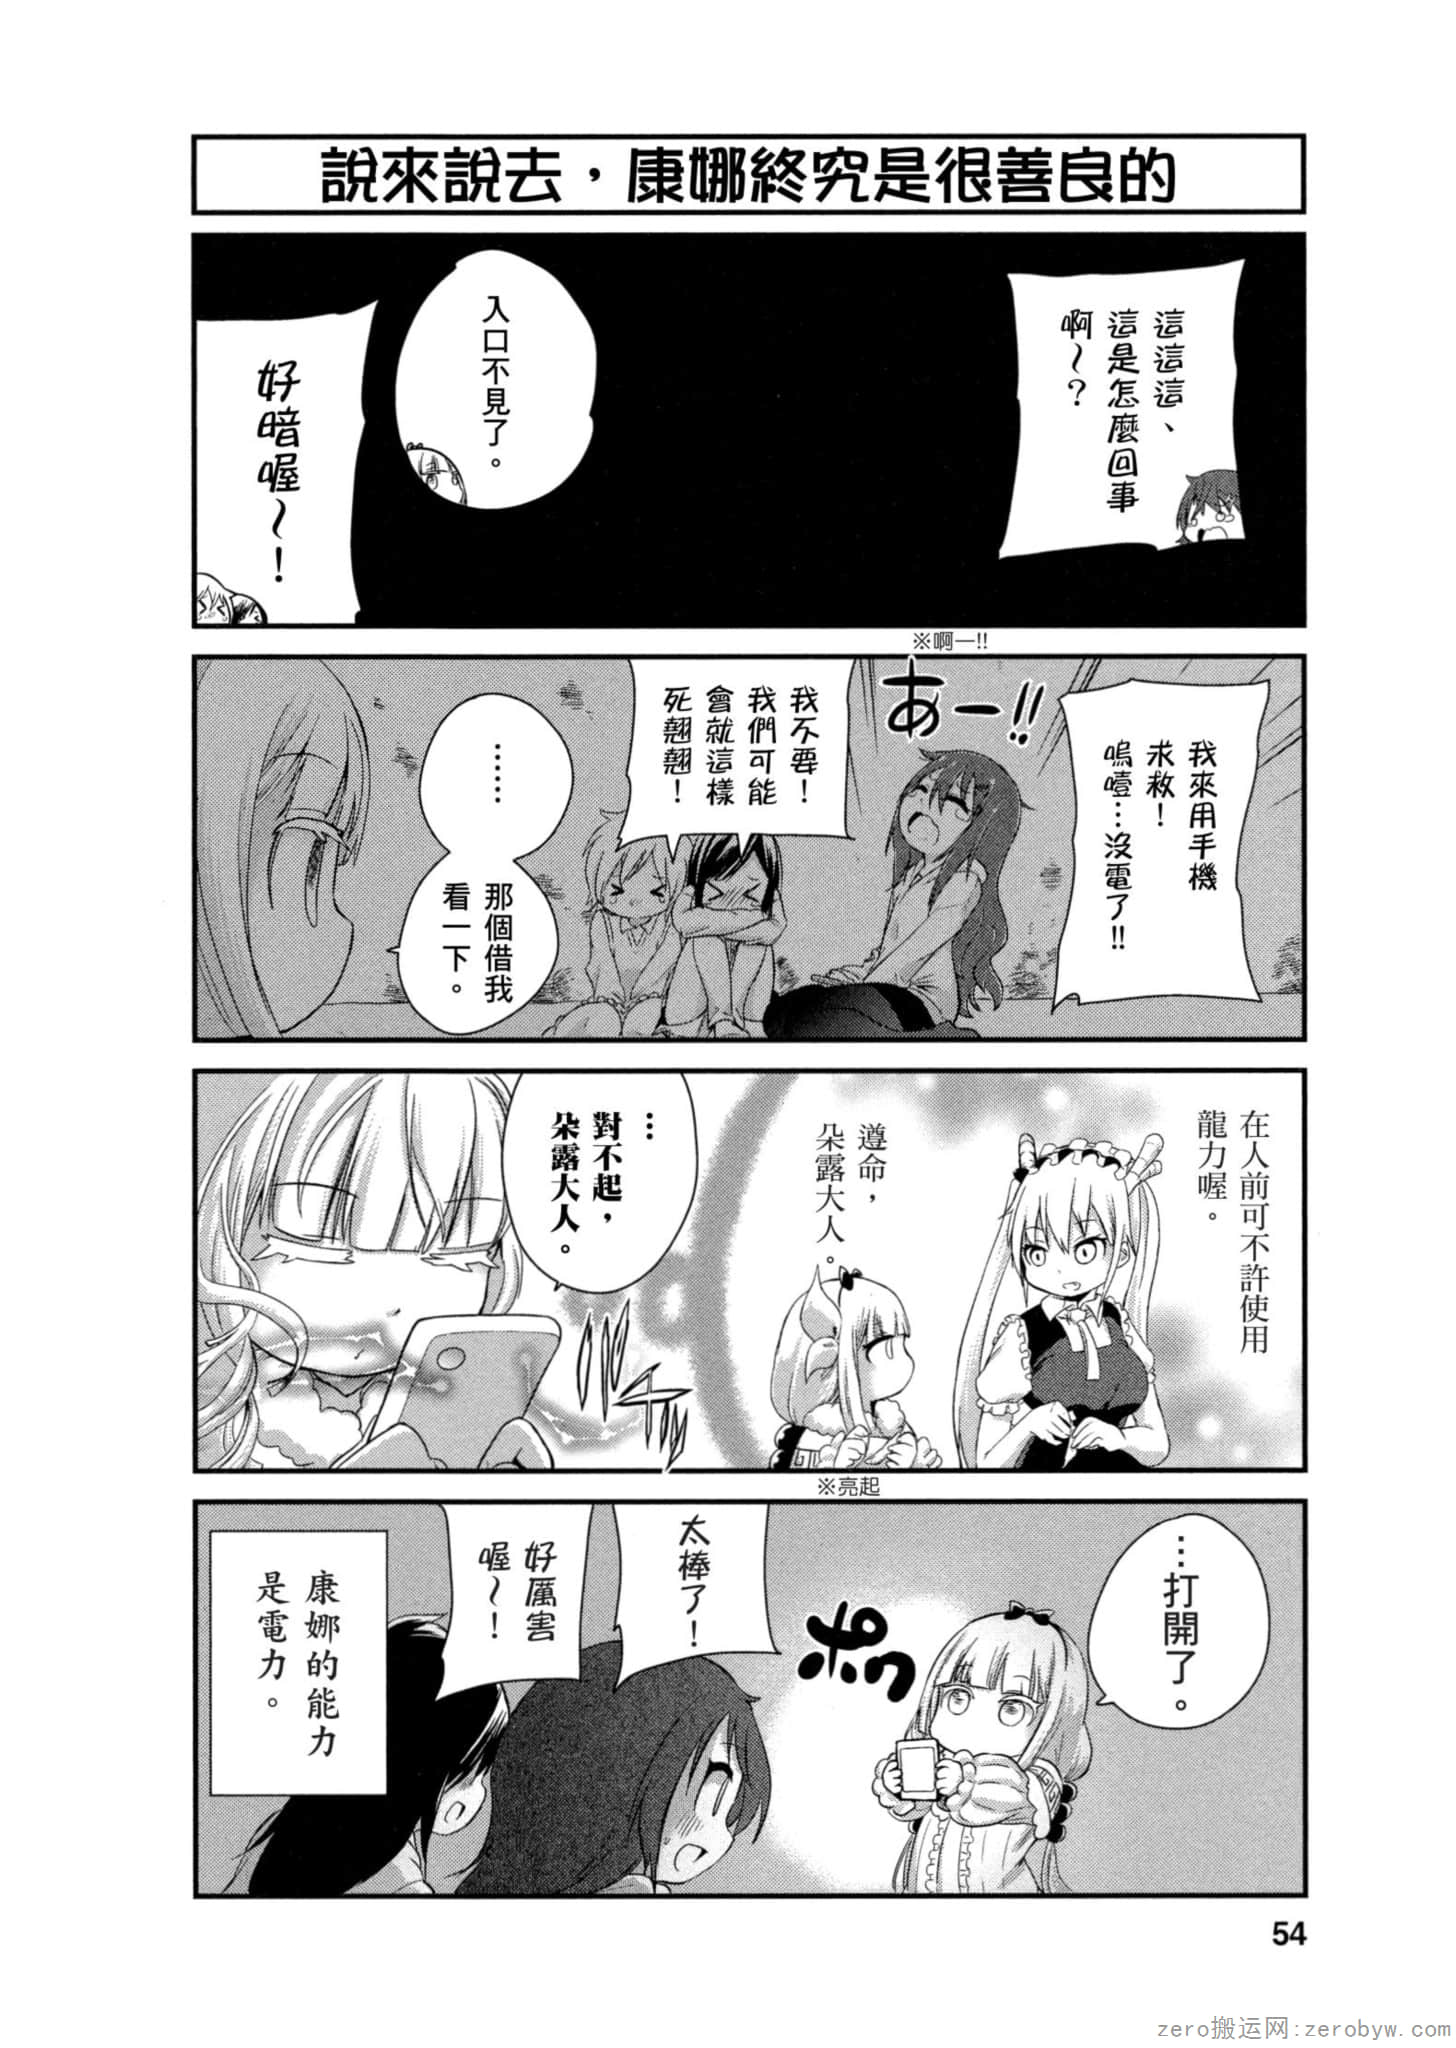 說來說去，康娜終究是很善良的
這這這、
這是怎麼回事
啊～？
入口不見了。
好暗喔～！
※啊—!!
我來用手機
求救！
嗚噎…沒電了!!
あー!!
我不要！
我們可能
會就這樣
死翹翹！
……
那個借我
看一下。
在人前可不許使用
龍力喔。
遵命，
朵露大人。
…
對不起，
朵露大人。
バチバチ
※亮起
…打開了。
ポウ
太棒了！
好厲害
喔～！
康娜的能力
是電力。
54
zero搬运网:zerobyw.com